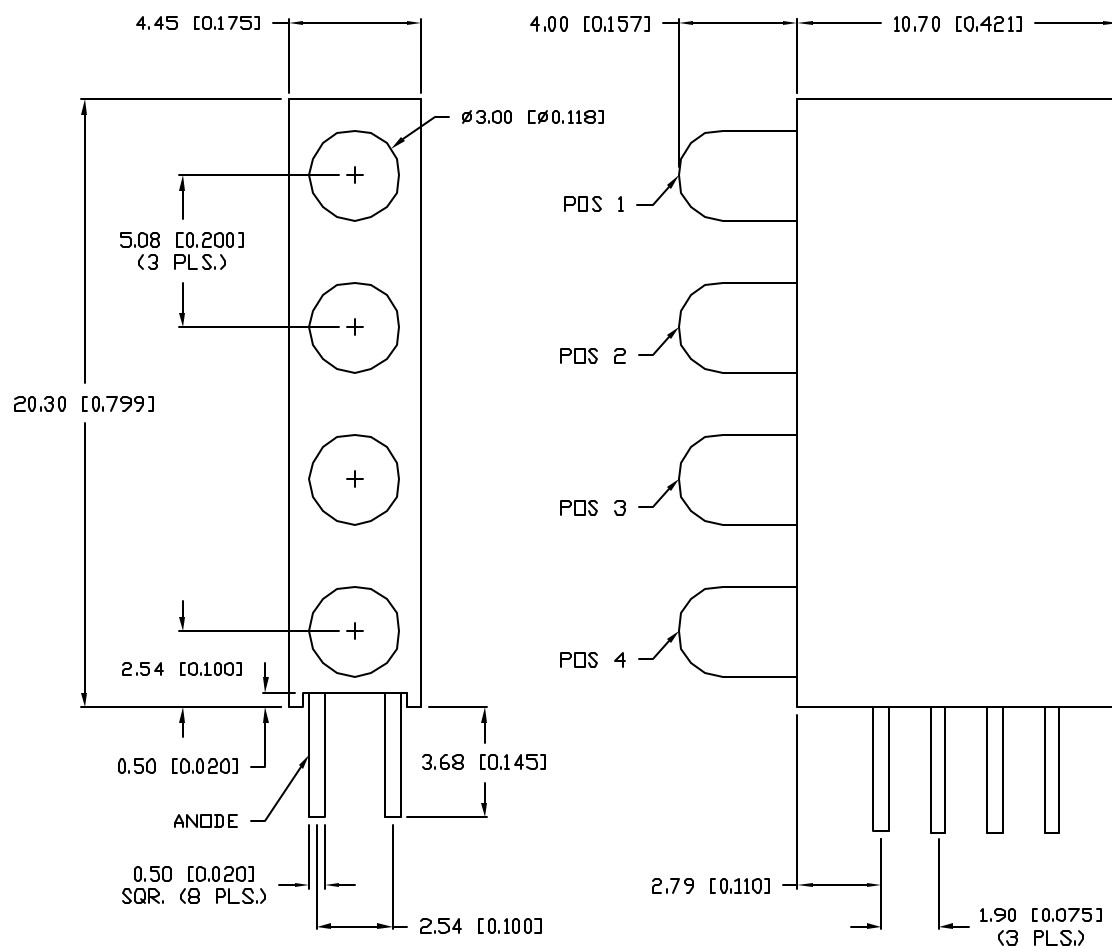 4.45 [0.175]
4.00 [0.157]
10.70 [0.421]
ø3.00 [ø0.118]
POS 1
5.08 [0.200]
(3 PLS.)
POS 2
20.30 [0.799]
POS 3
2.54 [0.100]
POS 4
0.50 [0.020]
3.68 [0.145]
ANODE
0.50 [0.020]
SQR. (8 PLS.)
2.79 [0.110]
2.54 [0.100]
1.90 [0.075]
(3 PLS.)